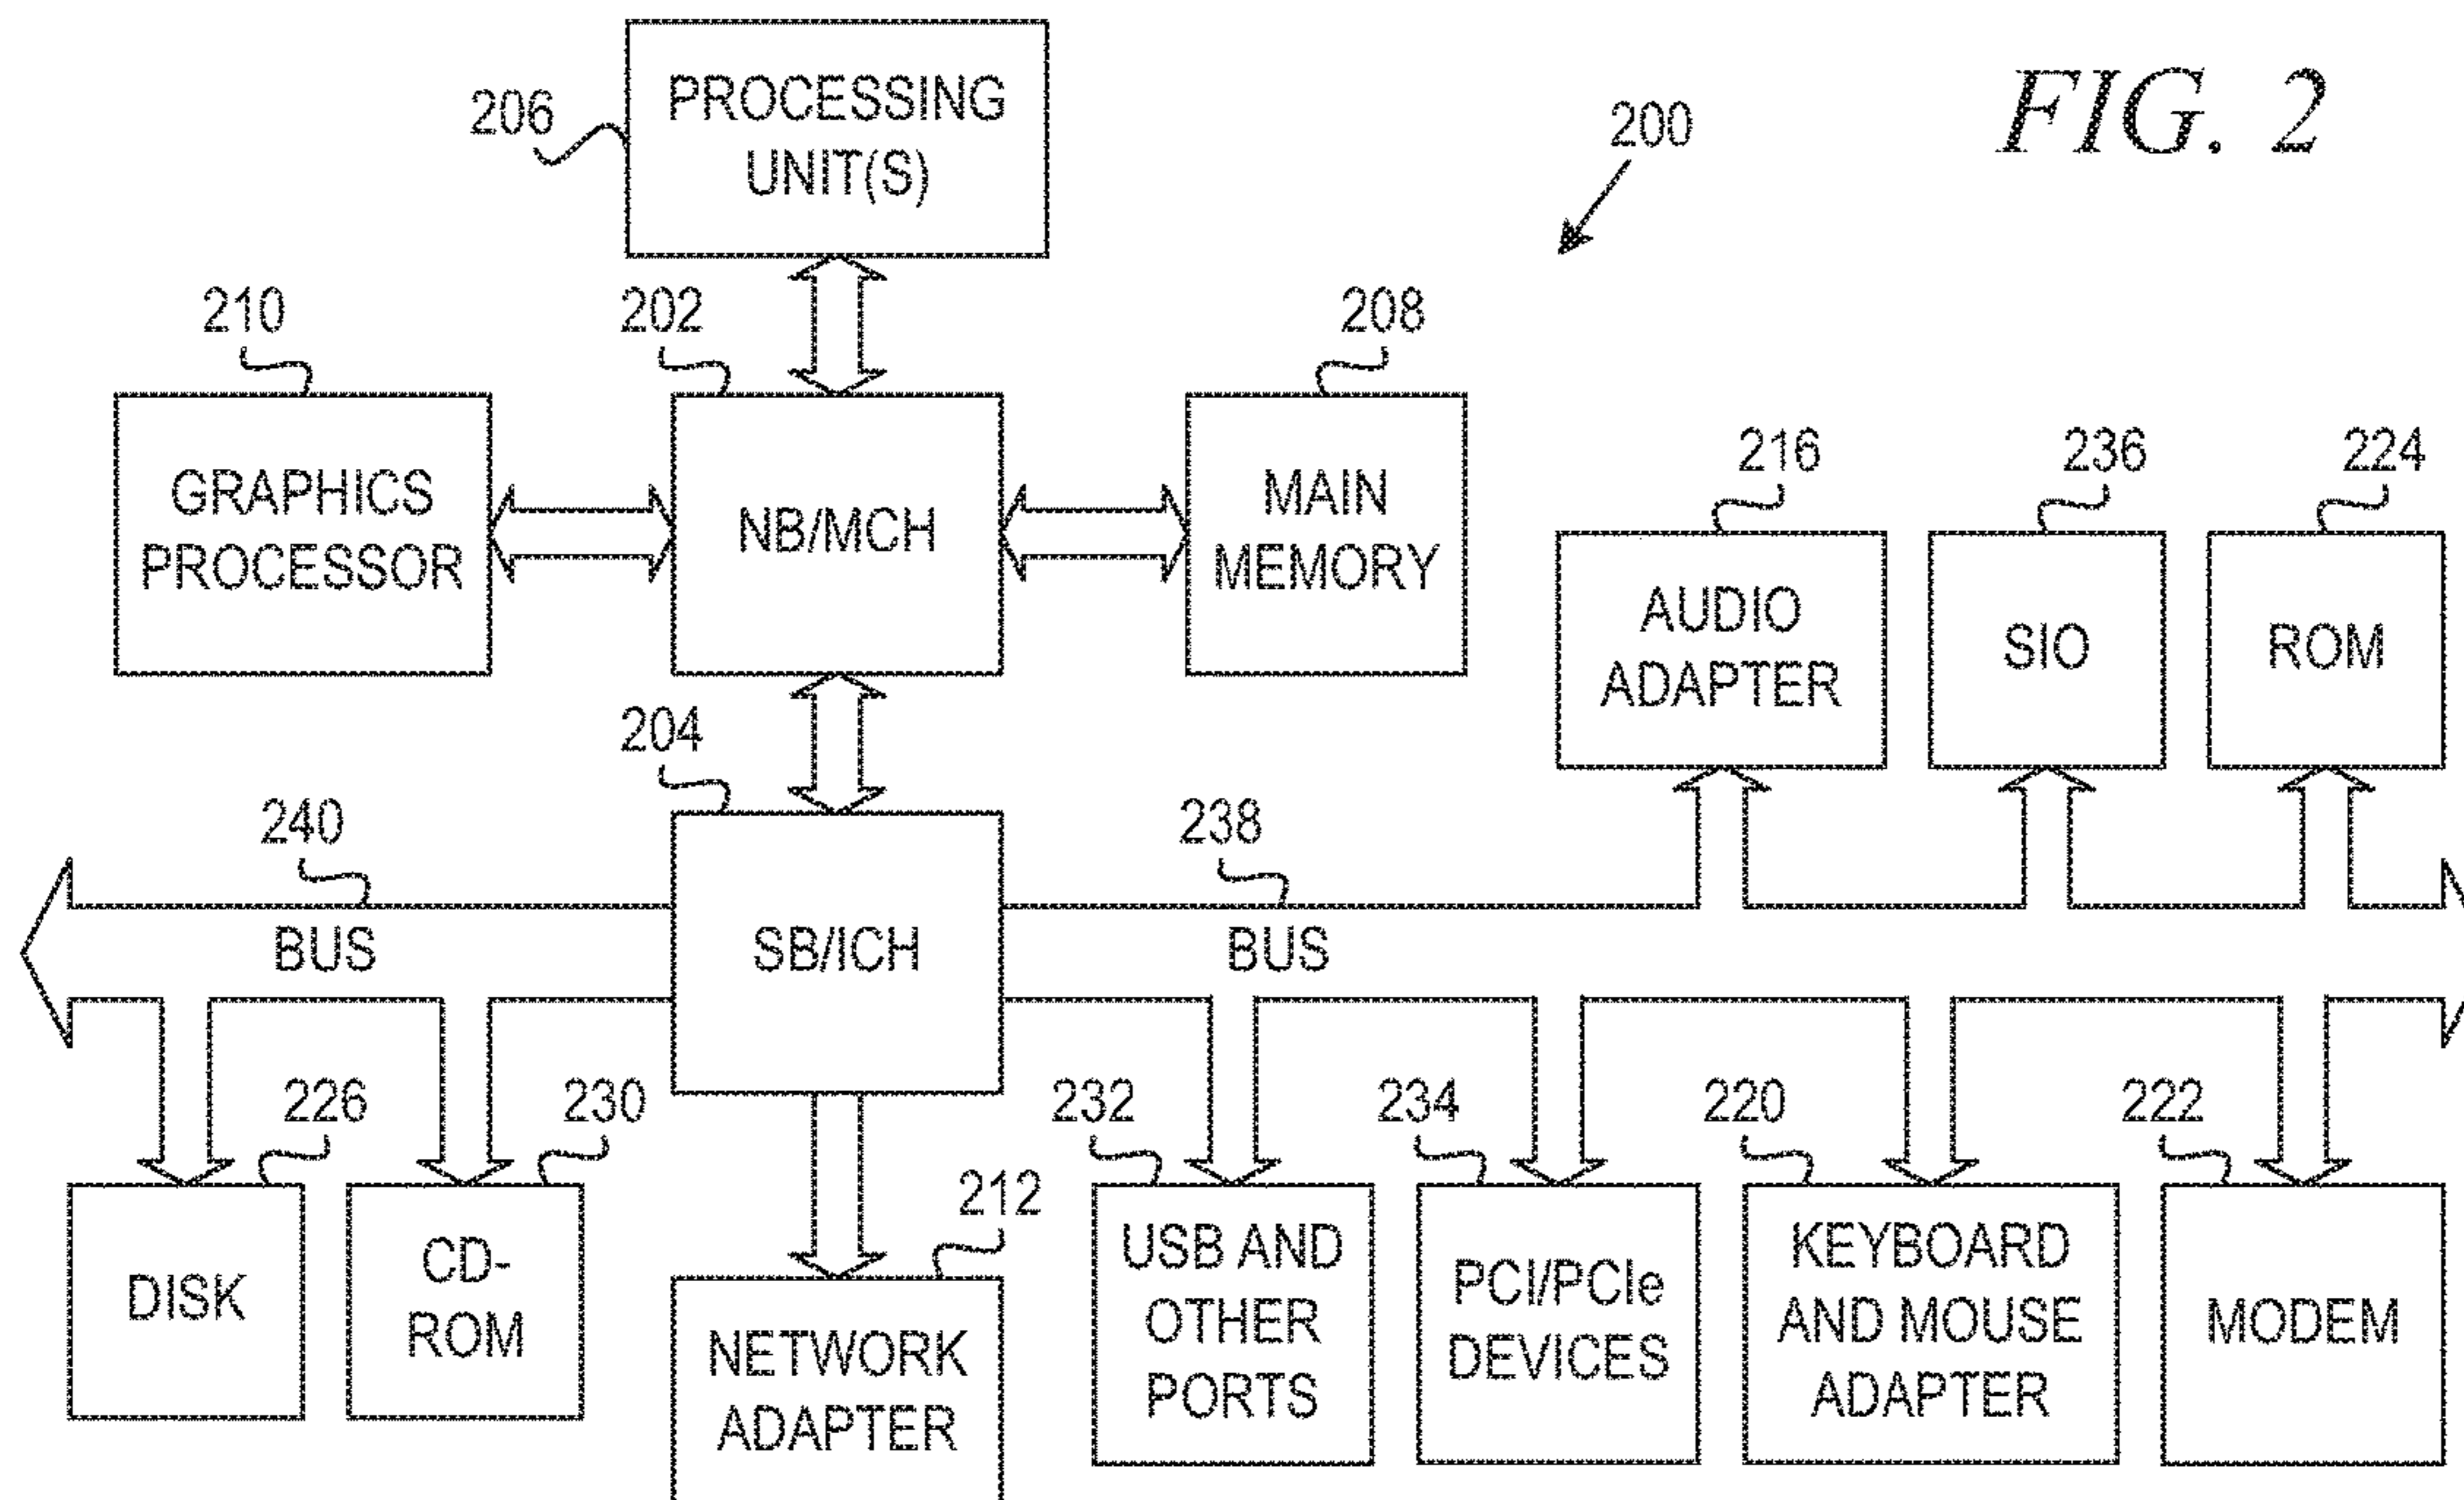 FIG. 2
200
206
PROCESSING
UNIT(S)
210
202
208
GRAPHICS
PROCESSOR
NB/MCH
MAIN
MEMORY
216
236
224
AUDIO
ADAPTER
SIO
ROM
204
240
238
BUS
SB/ICH
BUS
226
230
212
232
234
220
222
DISK
CD-
ROM
NETWORK
ADAPTER
USB AND
OTHER
PORTS
PCI/PCIe
DEVICES
KEYBOARD
AND MOUSE
ADAPTER
MODEM